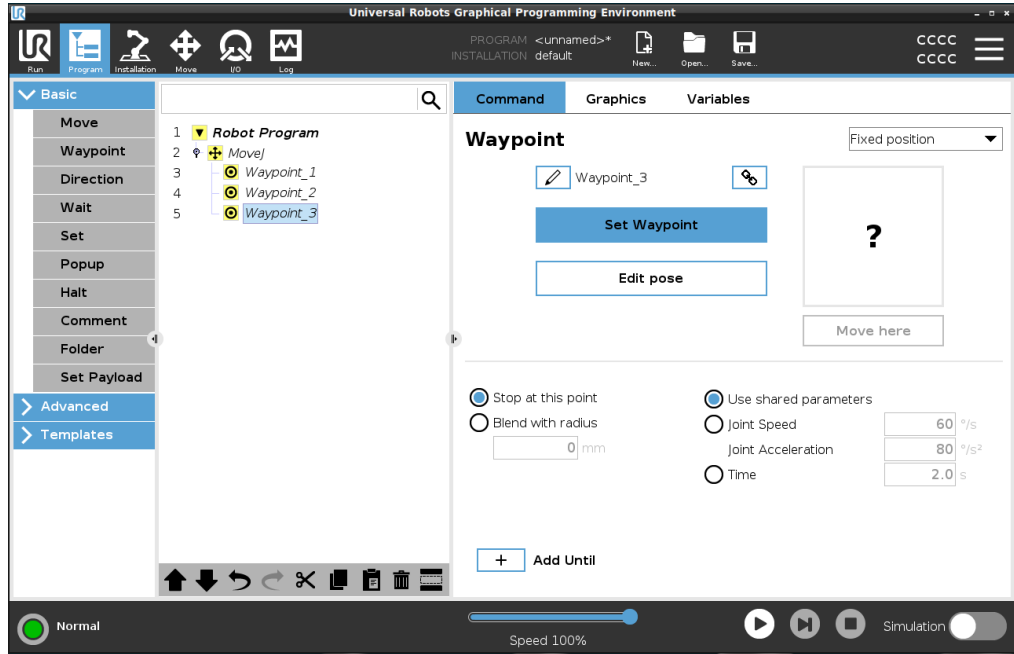 Universal Robots Graphical Programming Environment
UR
Run
Program
Installation
Move
I/O
Log
PROGRAM <unnamed>*
INSTALLATION default
New...
Open...
Save...
CCCC
CCCC
Basic
Move
Waypoint
Direction
Wait
Set
Popup
Halt
Comment
Folder
Set Payload
Advanced
Templates
1 Robot Program
2 MoveJ
3 Waypoint_1
4 Waypoint_2
5 Waypoint_3
Command Graphics Variables
Waypoint
Fixed position
Waypoint_3
Set Waypoint
Edit pose
?
Move here
Stop at this point
Blend with radius
0 mm
Use shared parameters
Joint Speed 60 °/s
Joint Acceleration 80 °/s²
Time 2.0 s
+ Add Until
Normal
Speed 100%
Simulation